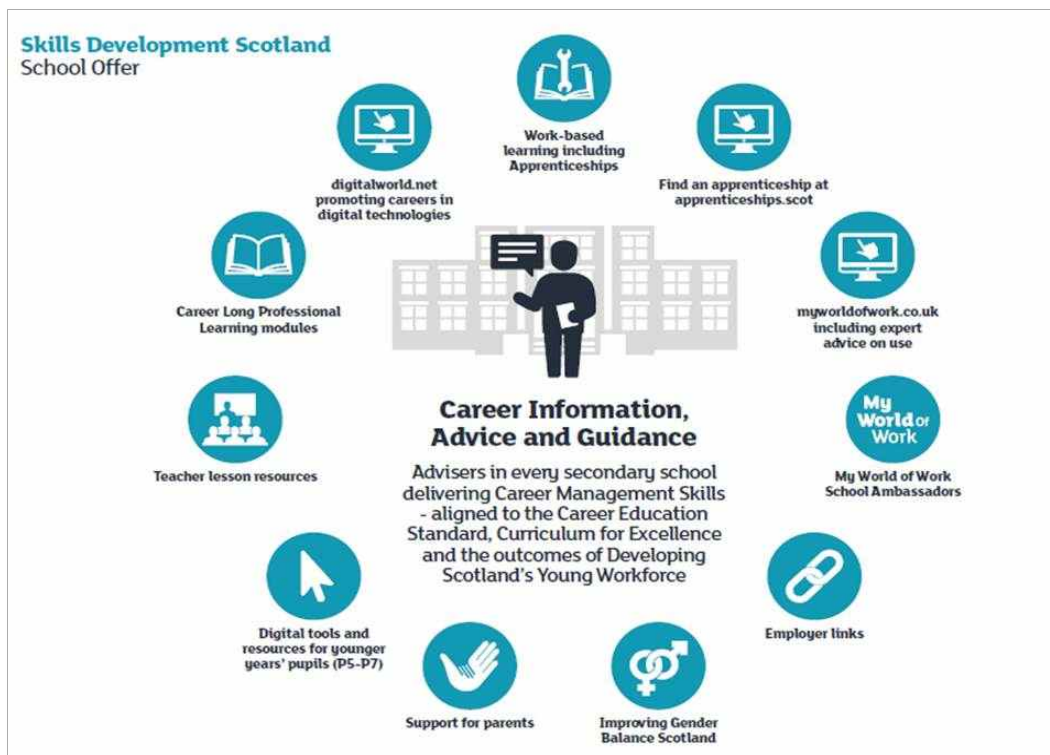 Skills Development Scotland
School Offer
Work-based
learning including
Apprenticeships
Find an apprenticeship at
apprenticeships.scot
myworldofwork.co.uk
including expert
advice on use
My
World Of
Work
My World of Work
School Ambassadors
Employer links
Improving Gender
Balance Scotland
Support for parents
Digital tools and
resources for younger
years' pupils (P5-P7)
Teacher lesson resources
Career Long Professional
Learning modules
digitalworld.net
promoting careers in
digital technologies
Career Information,
Advice and Guidance
Advisers in every secondary school
delivering Career Management Skills
- aligned to the Career Education
Standard, Curriculum for Excellence
and the outcomes of Developing
Scotland's Young Workforce